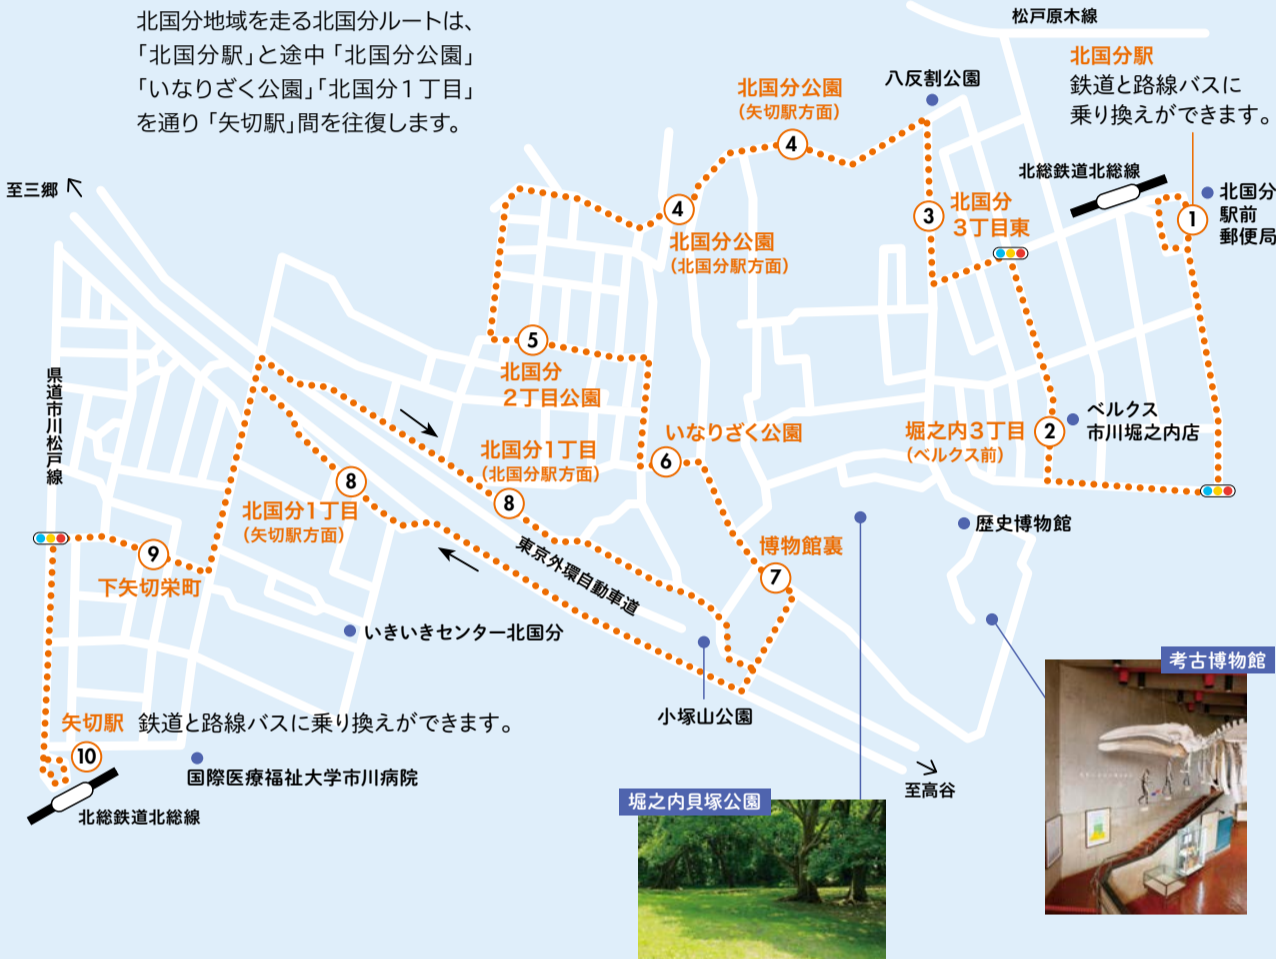 北国分地域を走る北国分ルートは、
「北国分駅」と途中「北国分公園」
「いなりざく公園」「北国分１丁目」
を通り「矢切駅」間を往復します。
松戸原木線
北国分駅
鉄道と路線バスに
乗り換えができます。
八反割公園
北国分公園
（矢切駅方面）
4
北総鉄道北総線
至三郷
北国分
駅前
郵便局
1
4
北国分公園
（北国分駅方面）
3
北国分
３丁目東
5
北国分
２丁目公園
県道市川松戸線
ベルクス
市川堀之内店
堀之内３丁目
（ベルクス前）
2
いなりざく公園
6
北国分１丁目
（北国分駅方面）
8
8
北国分１丁目
（矢切駅方面）
歴史博物館
東京外環自動車道
博物館裏
7
9
下矢切栄町
いきいきセンター北国分
考古博物館
小塚山公園
矢切駅
鉄道と路線バスに乗り換えができます。
10
国際医療福祉大学市川病院
北総鉄道北総線
至高谷
堀之内貝塚公園